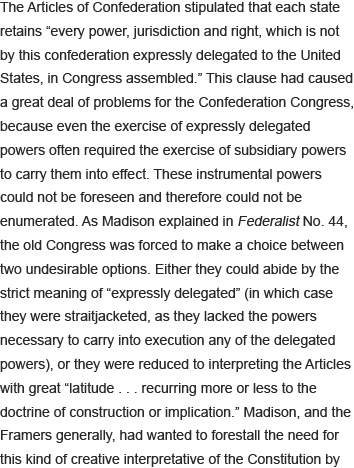 The Articles of Confederation stipulated that each state
retains “every power, jurisdiction and right, which is not
by this confederation expressly delegated to the United
States, in Congress assembled.” This clause had caused
a great deal of problems for the Confederation Congress,
because even the exercise of expressly delegated
powers often required the exercise of subsidiary powers
to carry them into effect. These instrumental powers
could not be foreseen and therefore could not be
enumerated. As Madison explained in Federalist No. 44,
the old Congress was forced to make a choice between
two undesirable options. Either they could abide by the
strict meaning of “expressly delegated” (in which case
they were straitjacketed, as they lacked the powers
necessary to carry into execution any of the delegated
powers), or they were reduced to interpreting the Articles
with great “latitude . . . recurring more or less to the
doctrine of construction or implication.” Madison, and the
Framers generally, had wanted to forestall the need for
this kind of creative interpretative of the Constitution by